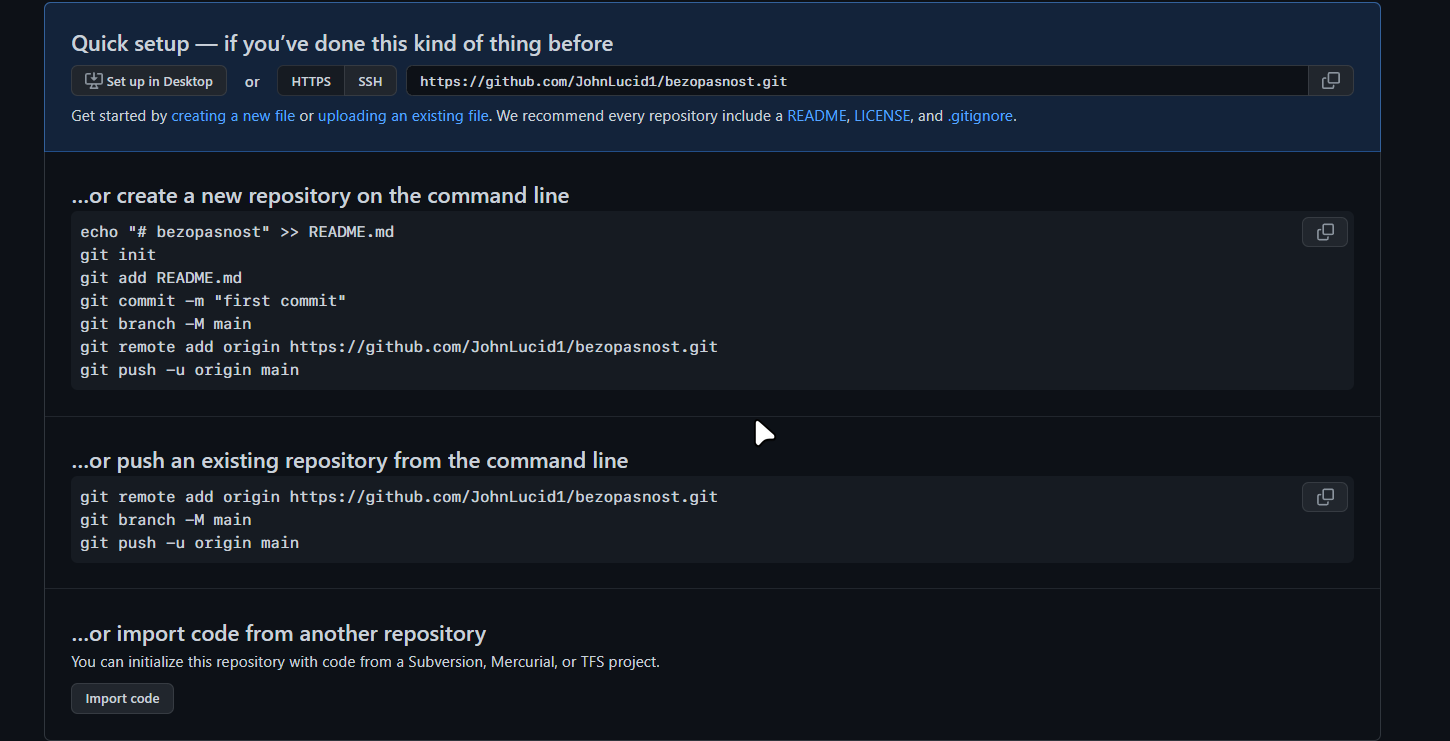 Quick setup — if you’ve done this kind of thing before
Set up in Desktop or HTTPS SSH https://github.com/JohnLucid1/bezopasnost.git
Get started by creating a new file or uploading an existing file. We recommend every repository include a README, LICENSE, and .gitignore.
…or create a new repository on the command line
echo "# bezopasnost" >> README.md
git init
git add README.md
git commit -m "first commit"
git branch -M main
git remote add origin https://github.com/JohnLucid1/bezopasnost.git
git push -u origin main
…or push an existing repository from the command line
git remote add origin https://github.com/JohnLucid1/bezopasnost.git
git branch -M main
git push -u origin main
…or import code from another repository
You can initialize this repository with code from a Subversion, Mercurial, or TFS project.
Import code